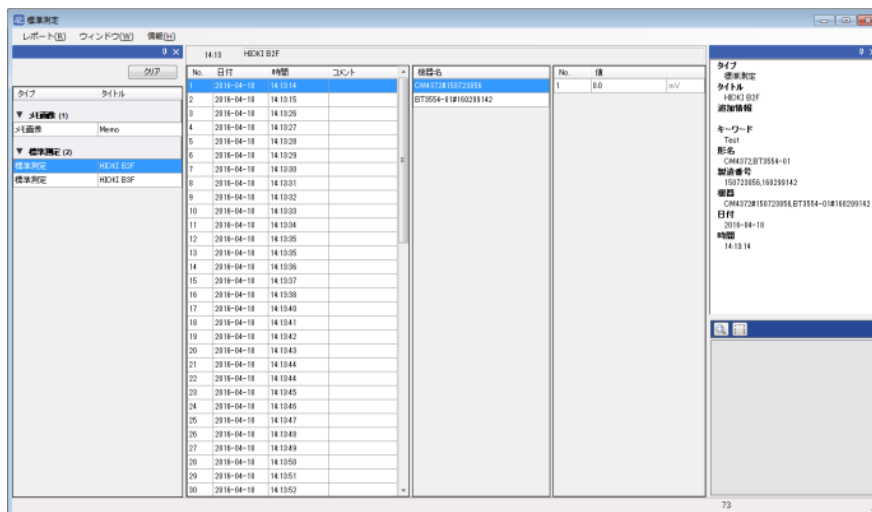 標準測定
レポート(R) ウィンドウ(W) 情報(H)
クリア
タイプ タイトル
▼ メモ画像 (1)
メモ画像 Memo
▼ 標準測定 (2)
標準測定 HIOKI B2F
標準測定 HIOKI B3F
14:13 HIOKI B2F
No. 日付 時間 コメント
1 2016-04-18 14:13:14
2 2016-04-18 14:13:15
3 2016-04-18 14:13:26
4 2016-04-18 14:13:27
5 2016-04-18 14:13:28
6 2016-04-18 14:13:29
7 2016-04-18 14:13:30
8 2016-04-18 14:13:31
9 2016-04-18 14:13:32
10 2016-04-18 14:13:33
11 2016-04-18 14:13:34
12 2016-04-18 14:13:35
13 2016-04-18 14:13:35
14 2016-04-18 14:13:36
15 2016-04-18 14:13:37
16 2016-04-18 14:13:38
17 2016-04-18 14:13:40
18 2016-04-18 14:13:41
19 2016-04-18 14:13:42
20 2016-04-18 14:13:43
21 2016-04-18 14:13:44
22 2016-04-18 14:13:44
23 2016-04-18 14:13:45
24 2016-04-18 14:13:46
25 2016-04-18 14:13:47
26 2016-04-18 14:13:48
27 2016-04-18 14:13:49
28 2016-04-18 14:13:50
29 2016-04-18 14:13:51
30 2016-04-18 14:13:52
機器名
CM4372#150723856
BT3554-01#160299142
No. 値
1 0.0 mV
タイプ
標準測定
タイトル
HIOKI B2F
追加情報
キーワード
Test
形名
CM4372,BT3554-01
製造番号
150723856,160299142
機器
CM4372#150723856,BT3554-01#160299142
日付
2016-04-18
時間
14:13:14
73